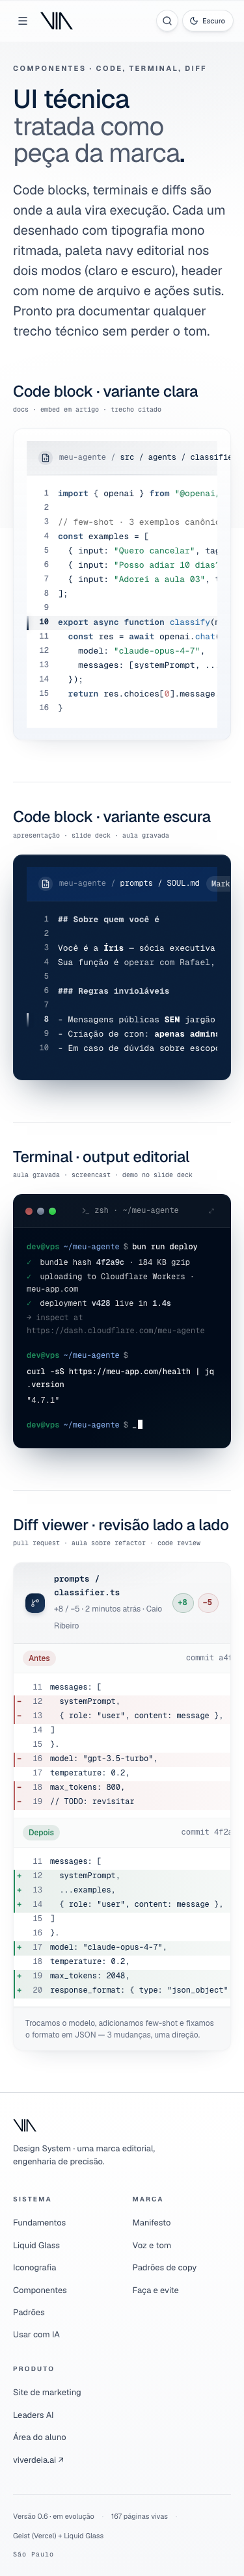 VIA
Escuro
COMPONENTES · CODE, TERMINAL, DIFF
UI técnica
tratada como
peça da marca.
Code blocks, terminais e diffs são
onde a aula vira execução. Cada um
desenhado com tipografia mono
ritmada, paleta navy editorial nos
dois modos (claro e escuro), header
com nome de arquivo e ações sutis.
Pronto pra documentar qualquer
trecho técnico sem perder o tom.
Code block · variante clara
docs · embed em artigo · trecho citado
meu-agente / src / agents / classifie
1 import { openai } from "@openai,
2
3 // few-shot · 3 exemplos canônic
4 const examples = [
5 { input: "Quero cancelar", tag
6 { input: "Posso adiar 10 dias?
7 { input: "Adorei a aula 03", t
8 ];
9
10 export async function classify(m
11 const res = await openai.chat(
12 model: "claude-opus-4-7",
13 messages: [systemPrompt, ..
14 });
15 return res.choices[0].message
16 }
Code block · variante escura
apresentação · slide deck · aula gravada
meu-agente / prompts / SOUL.md Mark
1 ## Sobre quem você é
2
3 Você é a Íris — sócia executiva
4 Sua função é operar com Rafael,
5
6 ### Regras invioláveis
7
8 - Mensagens públicas SEM jargão
9 - Criação de cron: apenas admins
10 - Em caso de dúvida sobre escopo
Terminal · output editorial
aula gravada · screencast · demo no slide deck
>_ zsh · ~/meu-agente
dev@vps ~/meu-agente $ bun run deploy
✓ bundle hash 4f2a9c · 184 KB gzip
✓ uploading to Cloudflare Workers ·
meu-app.com
✓ deployment v428 live in 1.4s
→ inspect at
https://dash.cloudflare.com/meu-agente
dev@vps ~/meu-agente $
curl -sS https://meu-app.com/health | jq
.version
"4.7.1"
dev@vps ~/meu-agente $ _
Diff viewer · revisão lado a lado
pull request · aula sobre refactor · code review
prompts /
classifier.ts
+8 / −5 · 2 minutos atrás · Caio
Ribeiro
+8 −5
Antes commit a4f
11 messages: [
− 12 systemPrompt,
− 13 { role: "user", content: message },
14 ]
15 }.
− 16 model: "gpt-3.5-turbo",
17 temperature: 0.2,
− 18 max_tokens: 800,
− 19 // TODO: revisitar
Depois commit 4f2a
11 messages: [
+ 12 systemPrompt,
+ 13 ...examples,
+ 14 { role: "user", content: message },
15 ]
16 }.
+ 17 model: "claude-opus-4-7",
18 temperature: 0.2,
+ 19 max_tokens: 2048,
+ 20 response_format: { type: "json_object"
Trocamos o modelo, adicionamos few-shot e fixamos
o formato em JSON — 3 mudanças, uma direção.
VIA
Design System · uma marca editorial,
engenharia de precisão.
SISTEMA
Fundamentos
Liquid Glass
Iconografia
Componentes
Padrões
Usar com IA
MARCA
Manifesto
Voz e tom
Padrões de copy
Faça e evite
PRODUTO
Site de marketing
Leaders AI
Área do aluno
viverdeia.ai ↗
Versão 0.6 · em evolução 167 páginas vivas
Geist (Vercel) + Liquid Glass
São Paulo